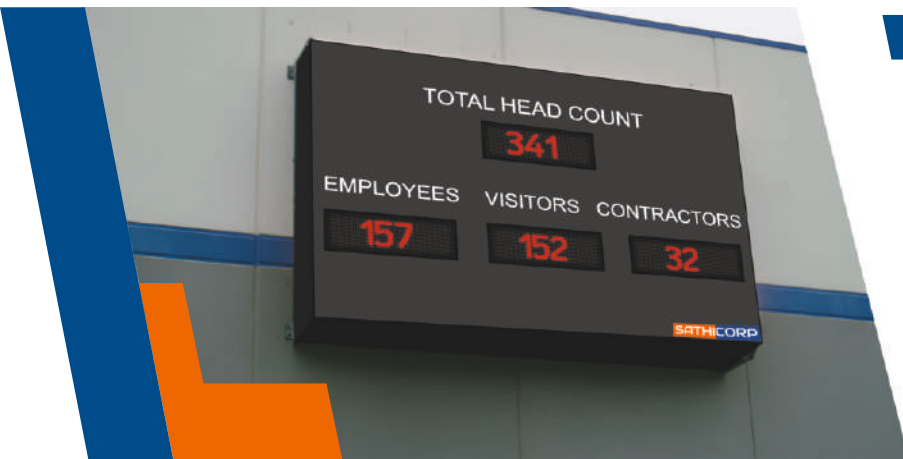 TOTAL HEAD COUNT
341
EMPLOYEES VISITORS CONTRACTORS
157 152 32
SATHICORP